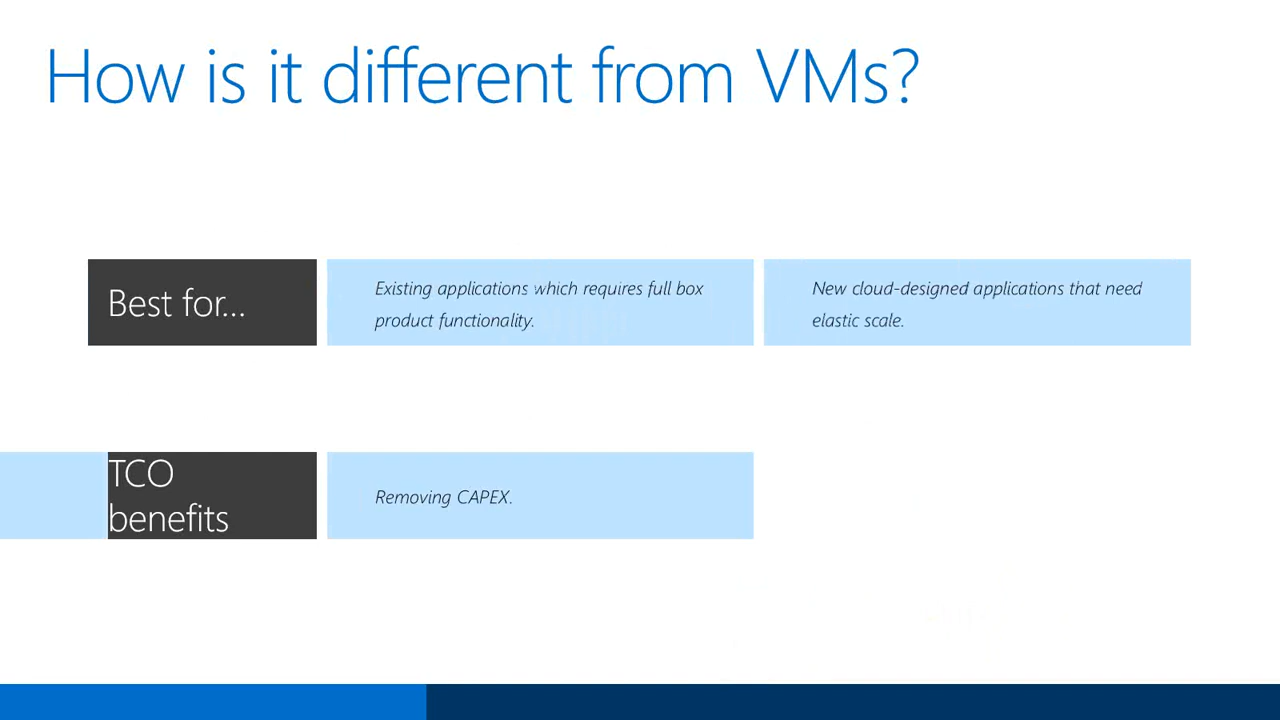 How is it different from VMs?
Best for...
Existing applications which requires full box
product functionality.
New cloud-designed applications that need
elastic scale.
TCO
benefits
Removing CAPEX.